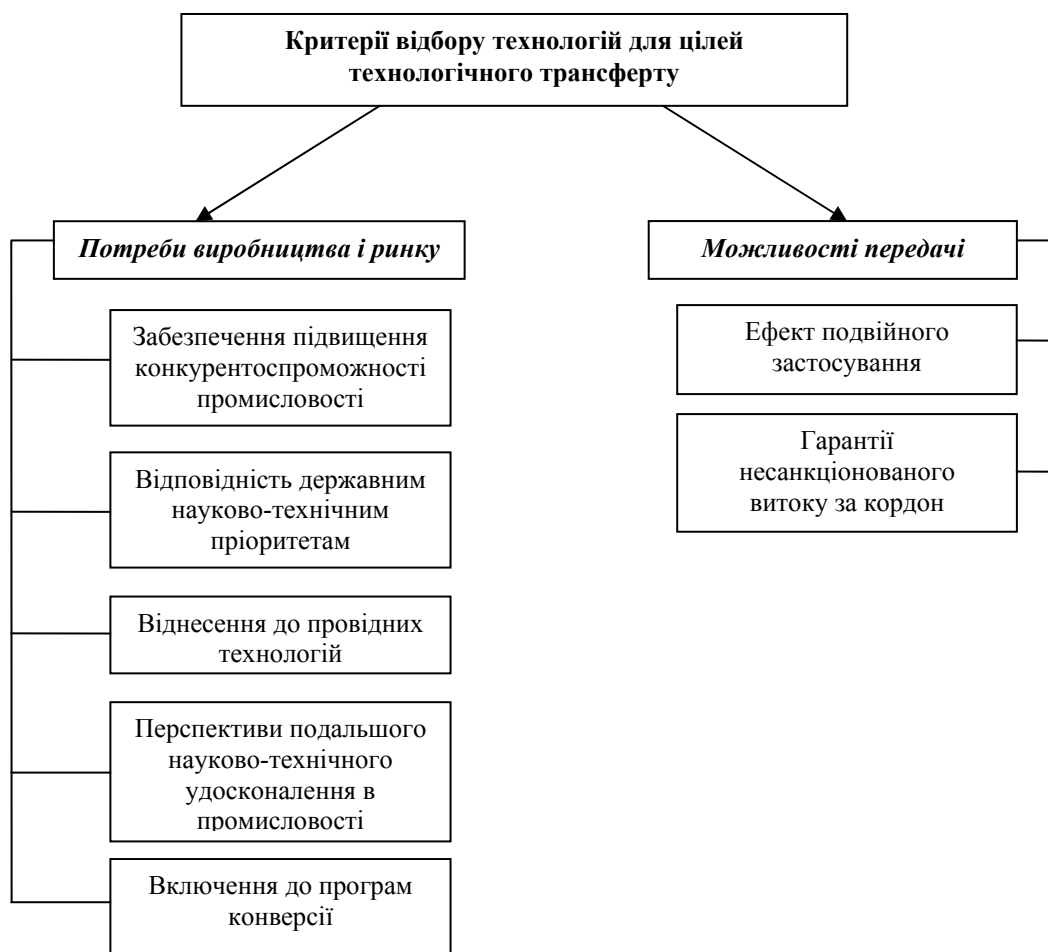 Критерії відбору технологій для цілей
технологічного трансферту
Потреби виробництва і ринку
Забезпечення підвищення
конкурентоспроможності
промисловості
Відповідність державним
науково-технічним
пріоритетам
Віднесення до провідних
технологій
Перспективи подальшого
науково-технічного
удосконалення в
промисловості
Включення до програм
конверсії
Можливості передачі
Ефект подвійного
застосування
Гарантії
несанкціонованого
витоку за кордон